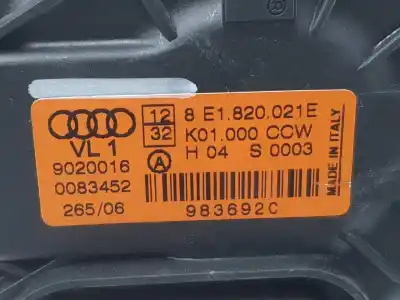 12 8 E1.820.021E
32 K01.000 CCW
VL 1
A H 04 S 0003
9020016
0083452
265/06
983692C
MADE IN ITALY